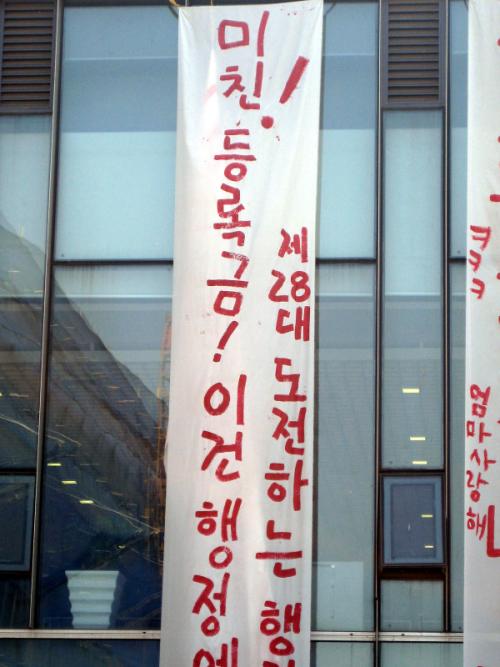 미친! 등록금! 이건 행정에
제28대 도전하는 행
ㅋㅋㅋ
엄마사랑해